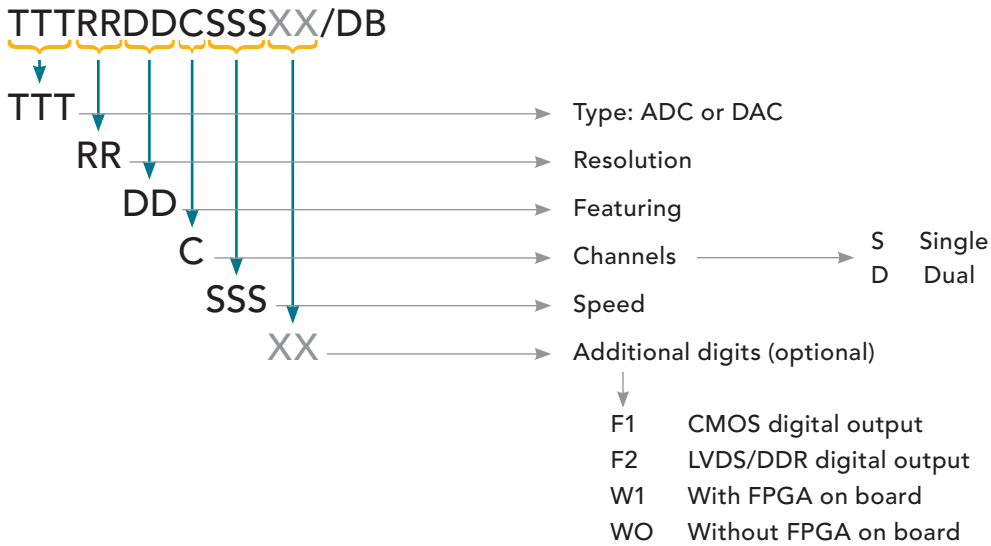 TTTRRDDCSSSXX/DB
TTT Type: ADC or DAC
RR Resolution
DD Featuring
C Channels S Single
D Dual
SSS Speed
XX Additional digits (optional)
F1 CMOS digital output
F2 LVDS/DDR digital output
W1 With FPGA on board
WO Without FPGA on board